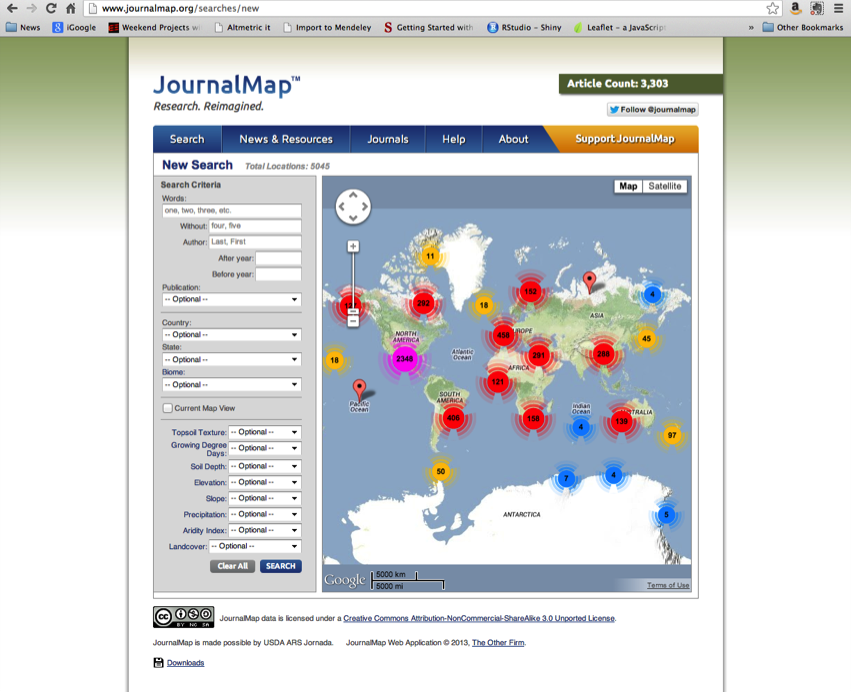 www.journalmap.org/searches/new
News iGoogle Weekend Projects wi Altmetric it Import to Mendeley Getting Started with RStudio - Shiny Leaflet - a JavaScrip » Other Bookmarks
JournalMap™
Research. Reimagined.
Article Count: 3,303
Follow @journalmap
Search News & Resources Journals Help About Support JournalMap
New Search Total Locations: 5045
Search Criteria
Words:
one, two, three, etc.
Without: four, five
Author: Last, First
After year:
Before year:
Publication:
-- Optional --
Country:
-- Optional --
State:
-- Optional --
Biome:
-- Optional --
Current Map View
Topsoil Texture: -- Optional --
Growing Degree
Days: -- Optional --
Soil Depth: -- Optional --
Elevation: -- Optional --
Slope: -- Optional --
Precipitation: -- Optional --
Aridity Index: -- Optional --
Landcover: -- Optional --
Clear All SEARCH
Map Satellite
11
152
4
292
18
ASIA
NORTH
AMERICA
458
45
Atlantic
Ocean
2348
201
288
18
AFRICA
121
SOUTH
AMERICA
Pacific
Ocean
Indian
Ocean
406
158
4
139
97
50
7
4
5
ANTARCTICA
Google
5000 km
5000 mi
Terms of Use
CC BY NC SA
JournalMap data is licensed under a Creative Commons Attribution-NonCommercial-ShareAlike 3.0 Unported License.
JournalMap is made possible by USDA ARS Jornada. JournalMap Web Application © 2013, The Other Firm.
Downloads